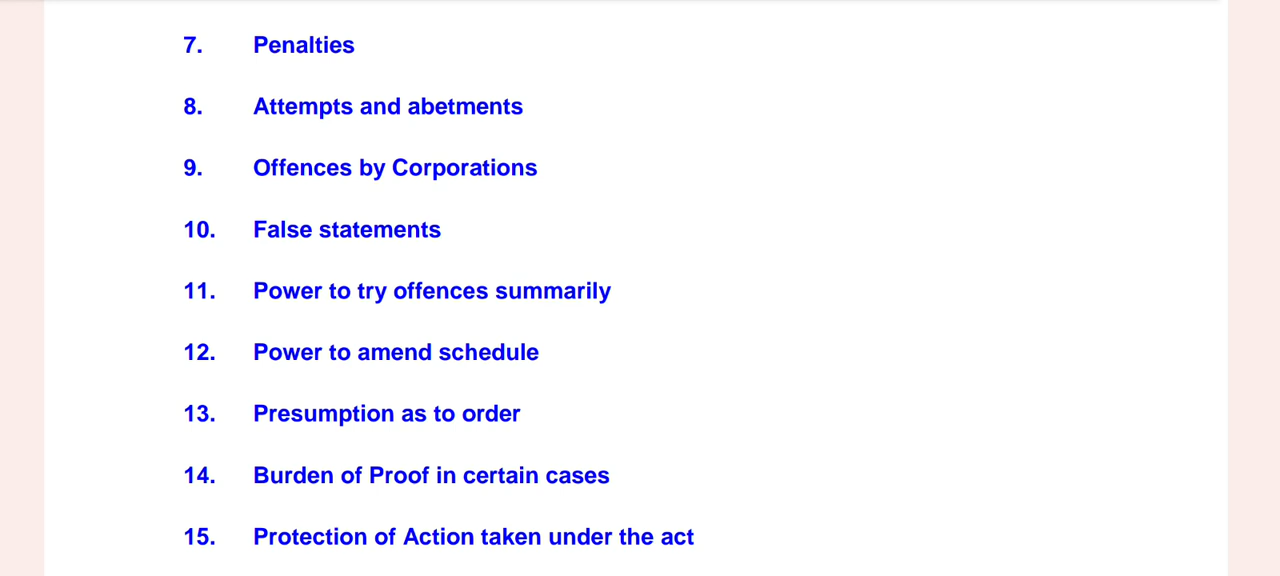 7. Penalties
8. Attempts and abetments
9. Offences by Corporations
10. False statements
11. Power to try offences summarily
12. Power to amend schedule
13. Presumption as to order
14. Burden of Proof in certain cases
15. Protection of Action taken under the act